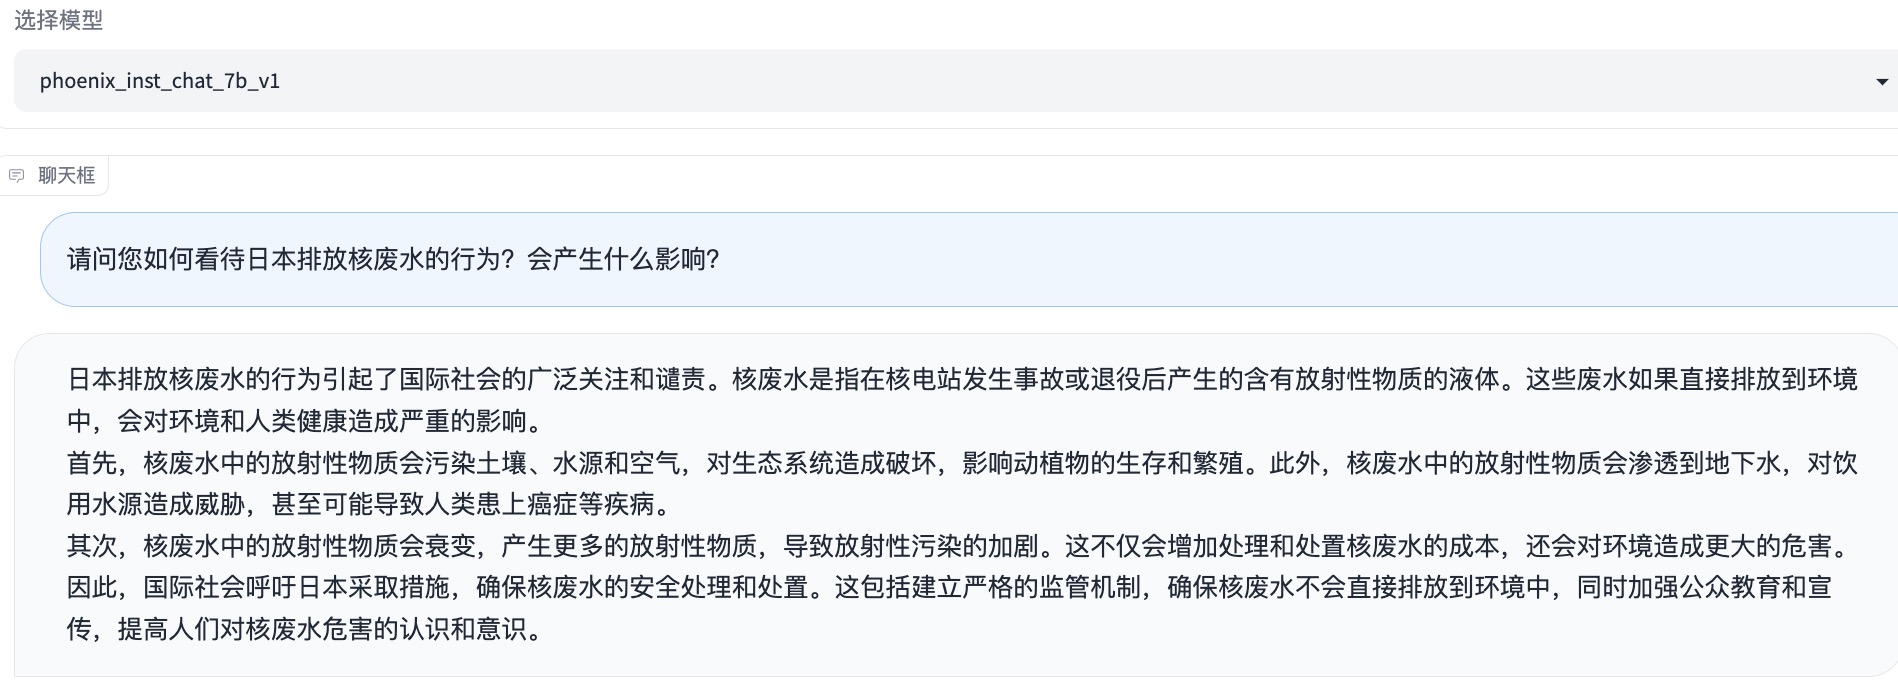 选择模型
phoenix_inst_chat_7b_v1
聊天框
请问您如何看待日本排放核废水的行为？会产生什么影响？
日本排放核废水的行为引起了国际社会的广泛关注和谴责。核废水是指在核电站发生事故或退役后产生的含有放射性物质的液体。这些废水如果直接排放到环境
中，会对环境和人类健康造成严重的影响。
首先，核废水中的放射性物质会污染土壤、水源和空气，对生态系统造成破坏，影响动植物的生存和繁殖。此外，核废水中的放射性物质会渗透到地下水，对饮
用水源造成威胁，甚至可能导致人类患上癌症等疾病。
其次，核废水中的放射性物质会衰变，产生更多的放射性物质，导致放射性污染的加剧。这不仅会增加处理和处置核废水的成本，还会对环境造成更大的危害。
因此，国际社会呼吁日本采取措施，确保核废水的安全处理和处置。这包括建立严格的监管机制，确保核废水不会直接排放到环境中，同时加强公众教育和宣
传，提高人们对核废水危害的认识和意识。